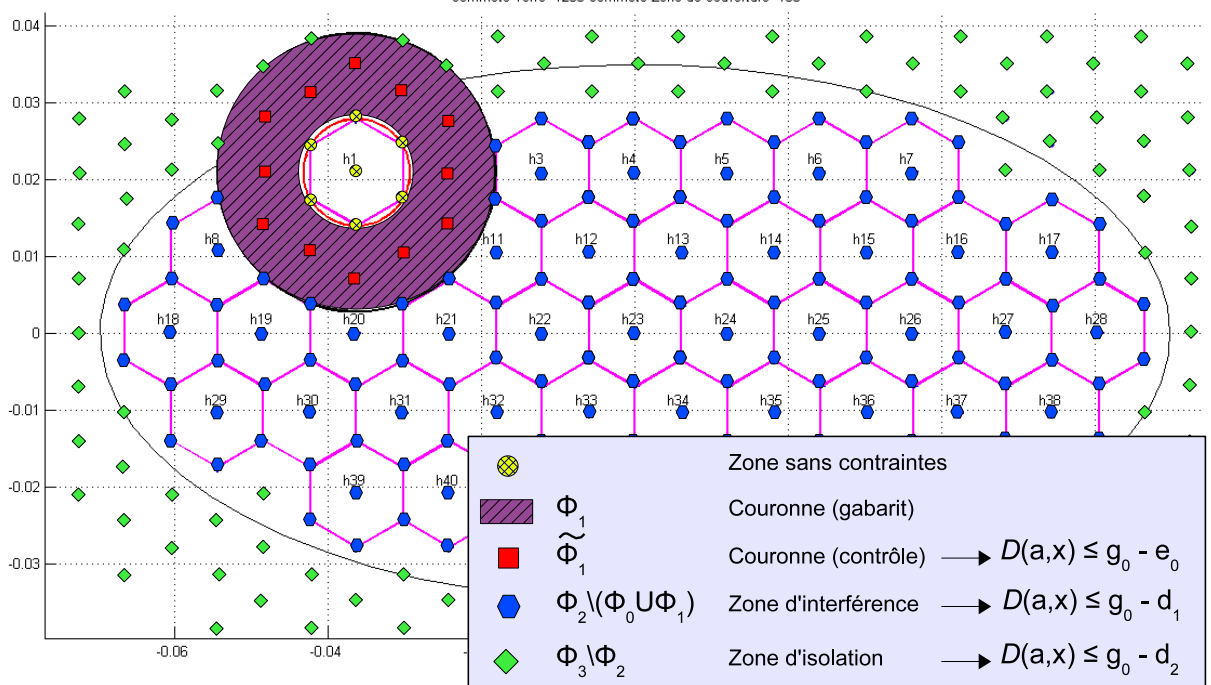 0.04
0.03
0.02
0.01
0
-0.01
-0.02
-0.03
-0.06
-0.04
h1
h3 h4 h5 h6 h7
h8 h11 h12 h13 h14 h15 h16 h17
h18 h19 h20 h21 h22 h23 h24 h25 h26 h27 h28
h29 h30 h31 h32 h33 h34 h35 h36 h37 h38
h39 h40
Zone sans contraintes
Φ1 Couronne (gabarit)
Φ̃1 Couronne (contrôle) → D(a,x) ≤ g0 - e0
Φ2\(Φ0UΦ1) Zone d'interférence → D(a,x) ≤ g0 - d1
Φ3\Φ2 Zone d'isolation → D(a,x) ≤ g0 - d2